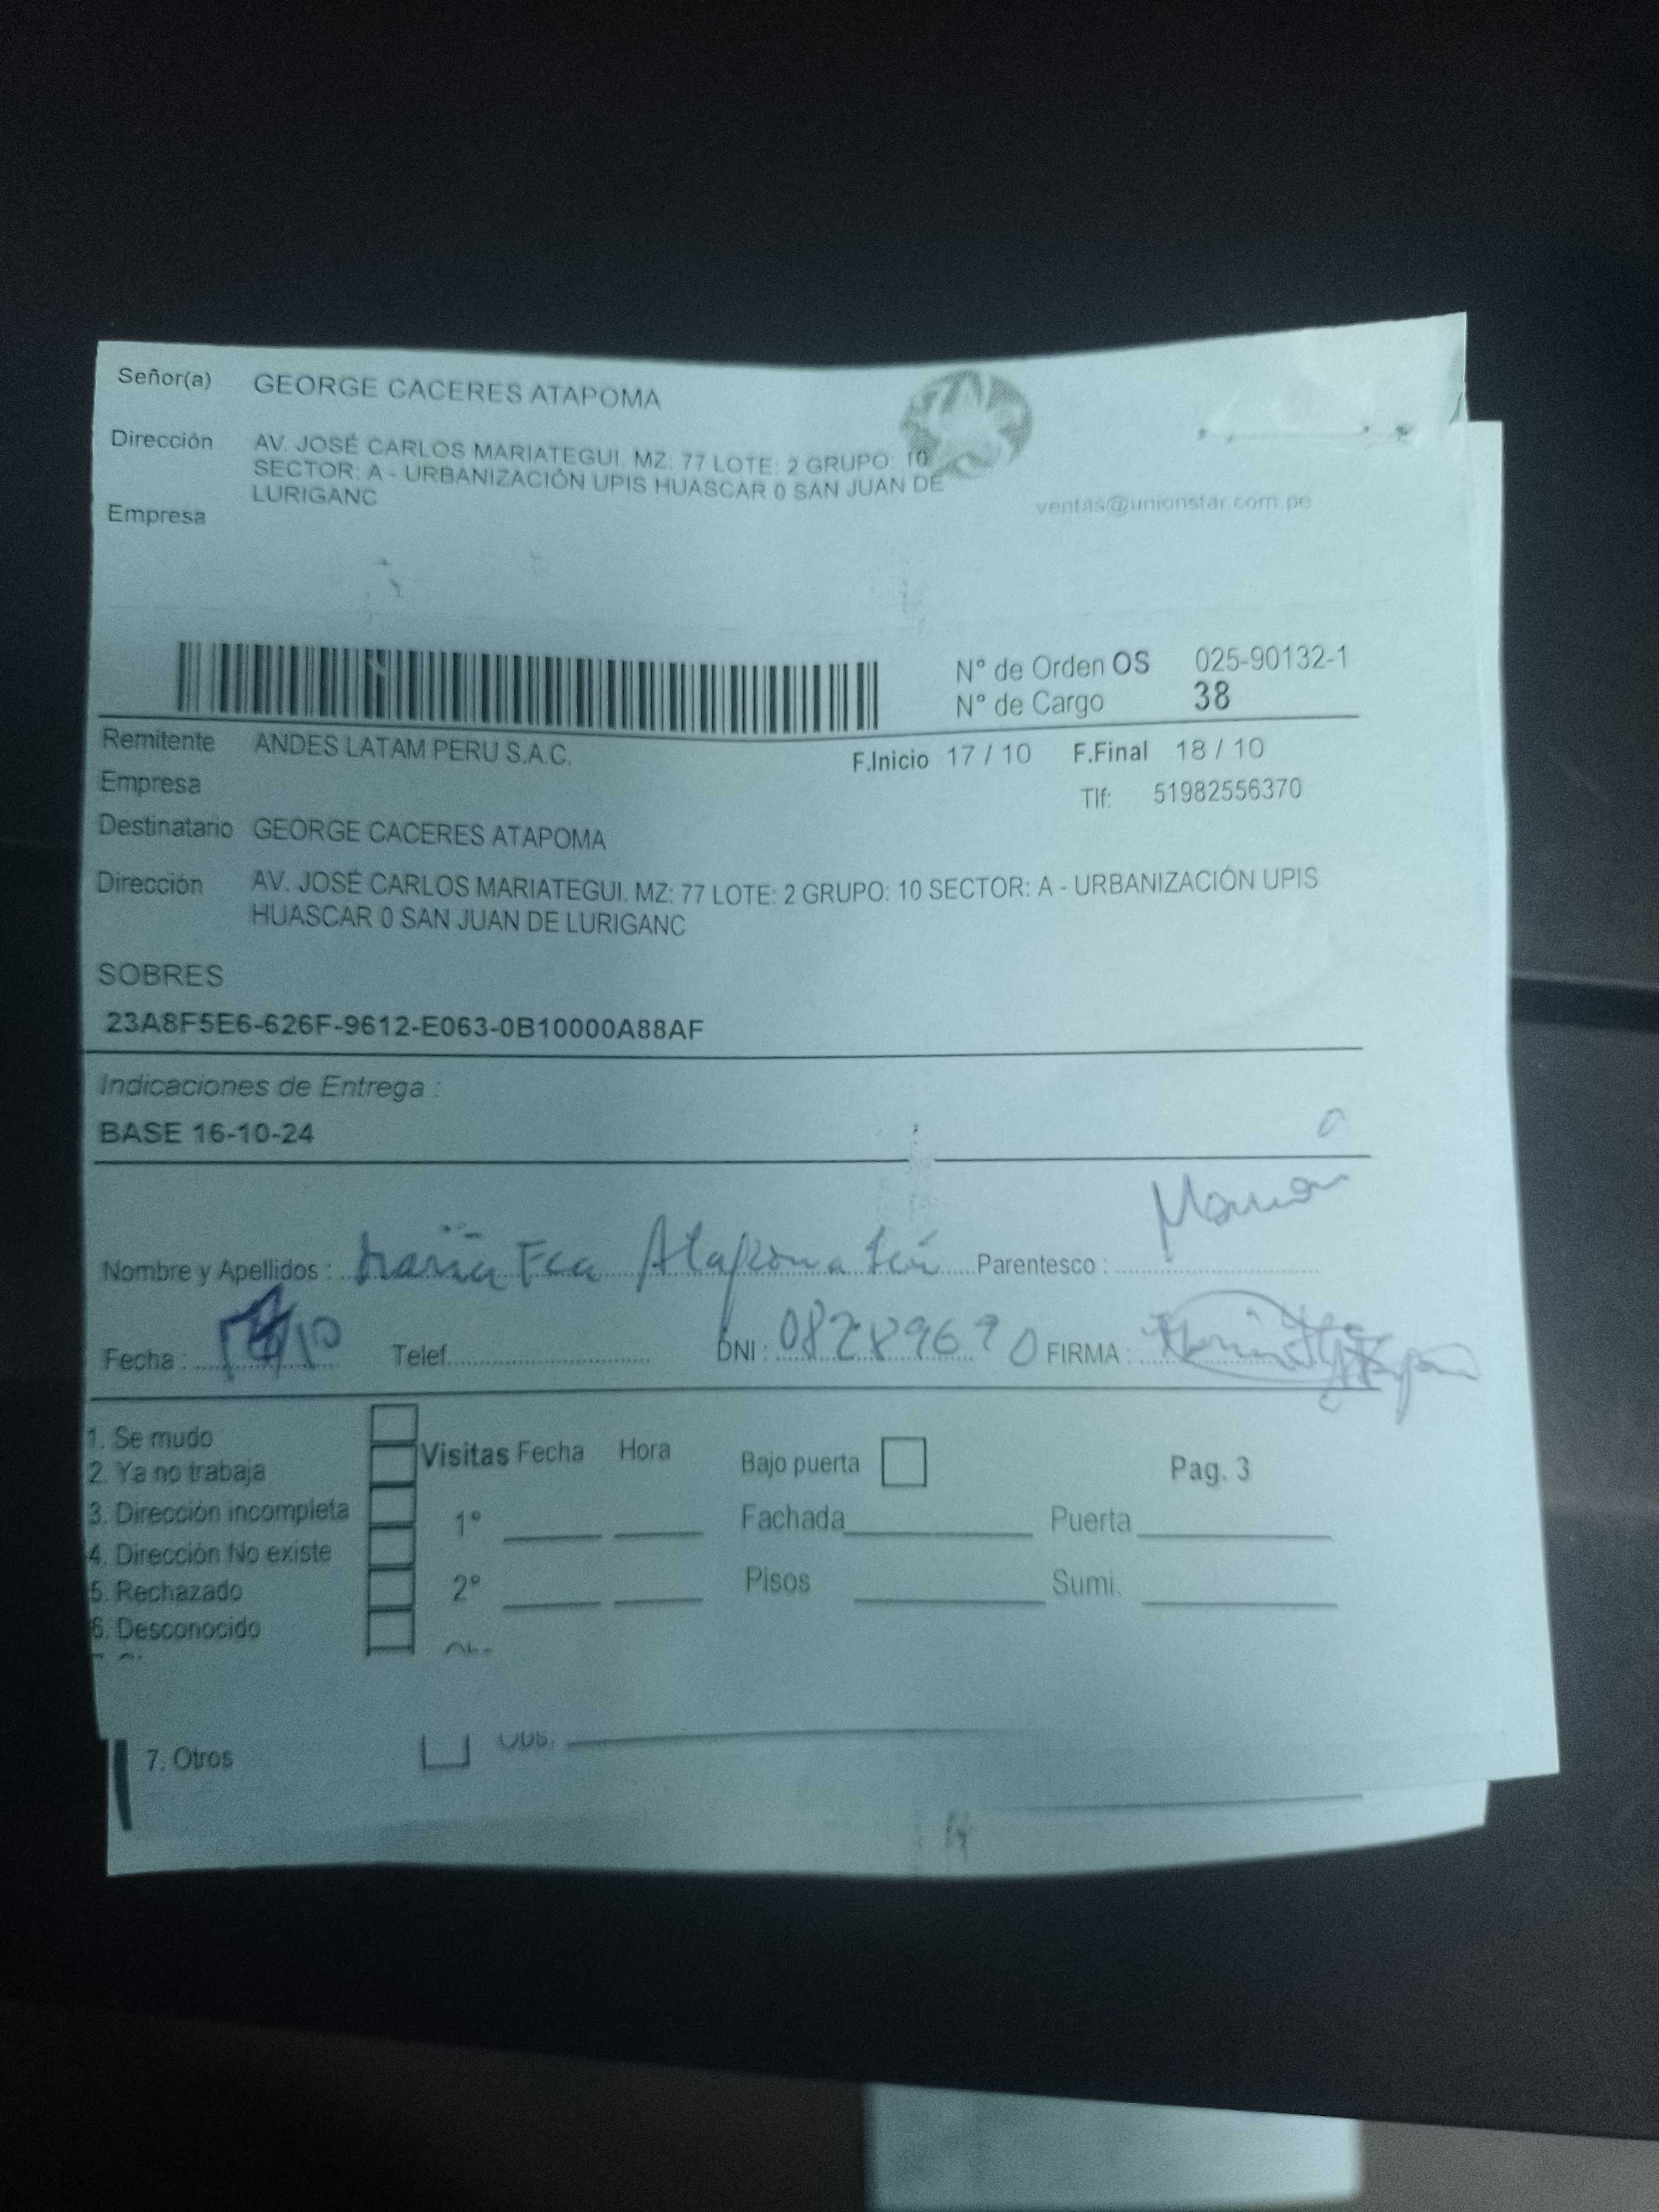 Señor(a) GEORGE CACERES ATAPOMA
Dirección AV. JOSÉ CARLOS MARIATEGUI. MZ: 77 LOTE: 2 GRUPO: 10
SECTOR: A - URBANIZACIÓN UPIS HUASCAR 0 SAN JUAN DE
LURIGANC
Empresa
ventas@unionstar.com.pe
N° de Orden OS 025-90132-1
N° de Cargo 38
Remitente ANDES LATAM PERU S.A.C. F.Inicio 17 / 10 F.Final 18 / 10
Empresa Tlf: 51982556370
Destinatario GEORGE CACERES ATAPOMA
Dirección AV. JOSÉ CARLOS MARIATEGUI. MZ: 77 LOTE: 2 GRUPO: 10 SECTOR: A - URBANIZACIÓN UPIS
HUASCAR 0 SAN JUAN DE LURIGANC
SOBRES
23A8F5E6-626F-9612-E063-0B10000A88AF
Indicaciones de Entrega :
BASE 16-10-24
Nombre y Apellidos : Maria Fca Atapoma Parentesco :
Fecha : Telef. DNI : 08289690 FIRMA :
1. Se mudo
2. Ya no trabaja
3. Dirección incompleta
4. Dirección No existe
5. Rechazado
6. Desconocido
Visitas Fecha Hora
1°
2°
Bajo puerta
Pag. 3
Fachada Puerta
Pisos Sumi.
7. Otros Obs.